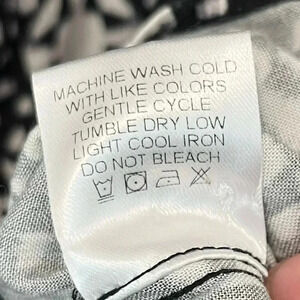 MACHINE WASH COLD
WITH LIKE COLORS
GENTLE CYCLE
TUMBLE DRY LOW
LIGHT COOL IRON
DO NOT BLEACH